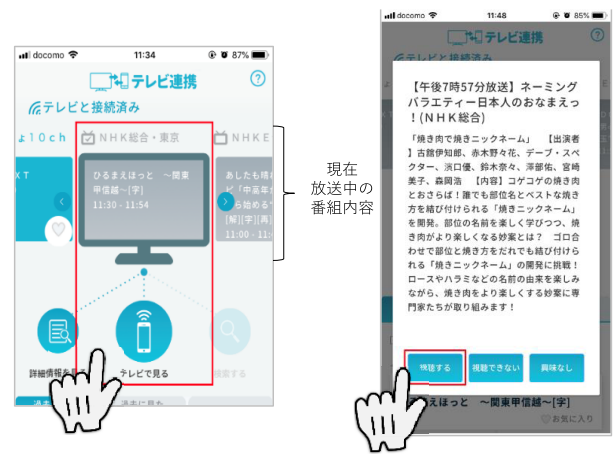 docomo 11:34 87%
テレビ連携
テレビと接続済み
10ch
NHK総合・東京
NHKE
ひるまえほっと ～関東
甲信越～[字]
11:30 - 11:54
あしたも晴
ビ「中高年
ら始める
[解][字][再]
11:00 - 11:
詳細情報を見る
テレビで見る
検索する
過去に見た
現在
放送中の
番組内容
docomo 11:48 85%
テレビ連携
【午後7時57分放送】ネーミング
バラエティー日本人のおなまえっ
！(ＮＨＫ総合)
「焼き肉で焼きニックネーム」 【出演者
】古舘伊知郎、赤木野々花、デーブ・スペ
クター、濱口優、鈴木奈々、澤部佑、宮崎
美子、森岡浩 【内容】コゲコゲの焼き肉
とおさらば！誰でも部位名とベストな焼き
方を結び付けられる「焼きニックネーム」
を開発。部位の名前を楽しく学びつつ、焼
き肉がより楽しくなる妙案とは？ ゴロ合
わせで部位と焼き方をだれでも結び付けら
れる「焼きニックネーム」の開発に挑戦！
ロースやハラミなどの名前の由来を楽しみ
ながら、焼き肉をより楽しくする妙案に専
門家たちが取り組みます！
視聴する
視聴できない
興味なし
まえほっと ～関東甲信越～[字]
お気に入り